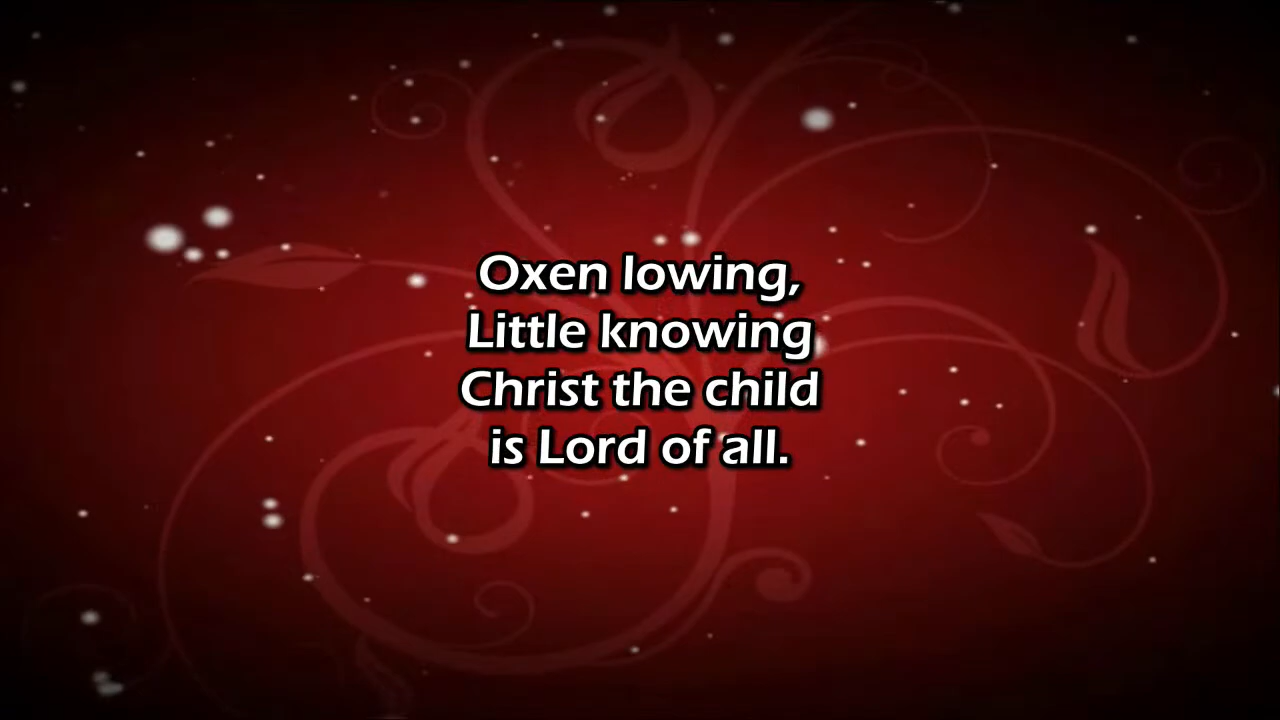 Oxen lowing,
Little knowing
Christ the child
is Lord of all.